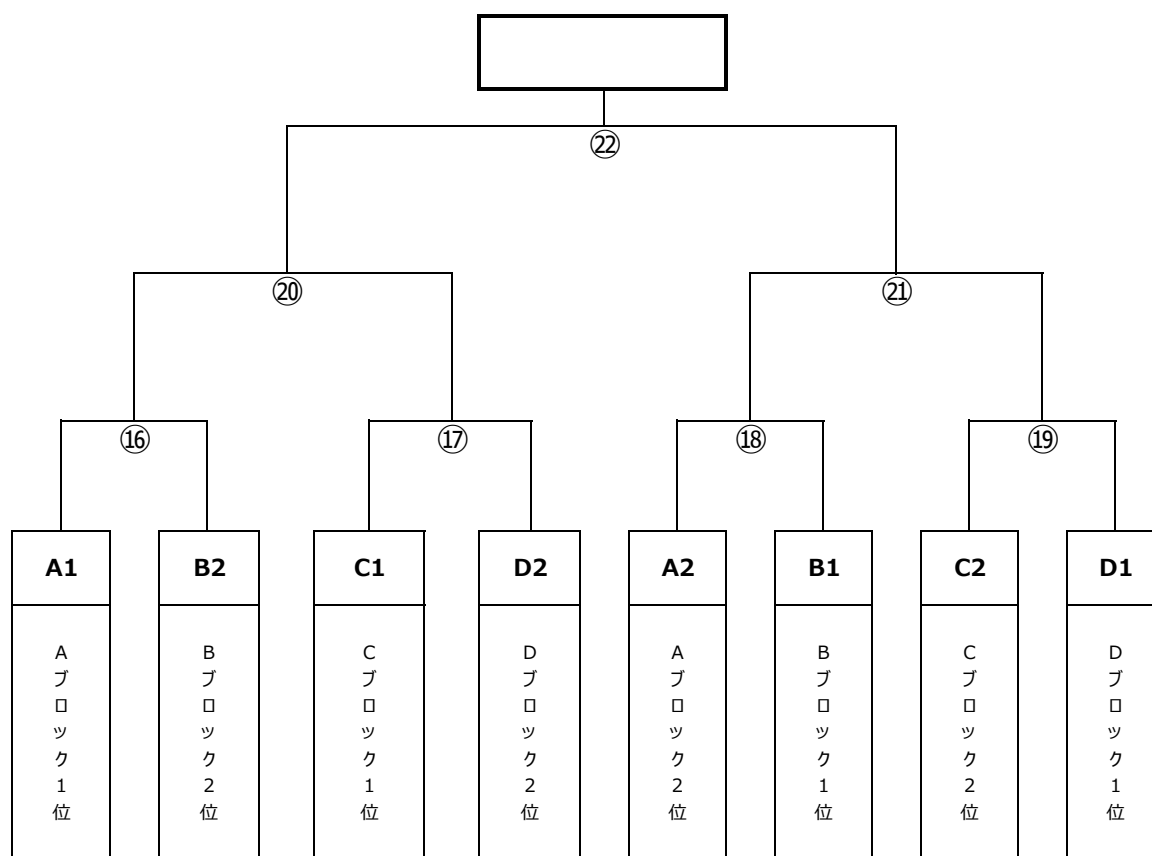 ㉒
⑳
㉑
⑯
⑰
⑱
⑲
A1
B2
C1
D2
A2
B1
C2
D1
Aブロック1位
Bブロック2位
Cブロック1位
Dブロック2位
Aブロック2位
Bブロック1位
Cブロック2位
Dブロック1位